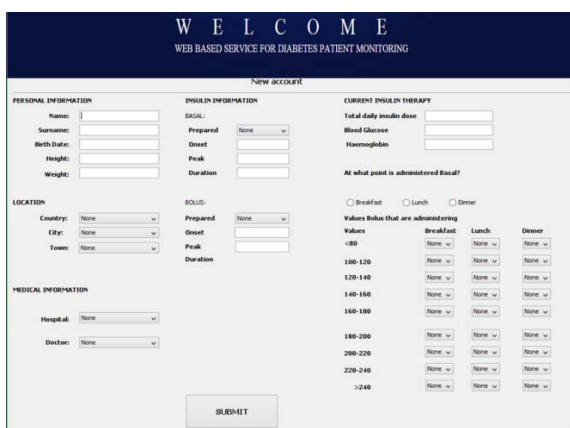 WELCOME
WEB BASED SERVICE FOR DIABETES PATIENT MONITORING
New account
PERSONAL INFORMATION
Name:
Surname:
Birth Date:
Height:
Weight:
LOCATION
Country: None
City: None
Town: None
MEDICAL INFORMATION
Hospital: None
Doctor: None
INSULIN INFORMATION
BASAL:
Prepared None
Onset
Peak
Duration
BOLUS:
Prepared None
Onset
Peak
Duration
SUBMIT
CURRENT INSULIN THERAPY
Total daily insulin dose
Blood Glucose
Haemoglobin
At what point is administered Basal?
Breakfast Lunch Dinner
Values Bolus that are administering
Values Breakfast Lunch Dinner
<80 None None None
100-120 None None None
120-140 None None None
140-160 None None None
160-180 None None None
180-200 None None None
200-220 None None None
220-240 None None None
>240 None None None